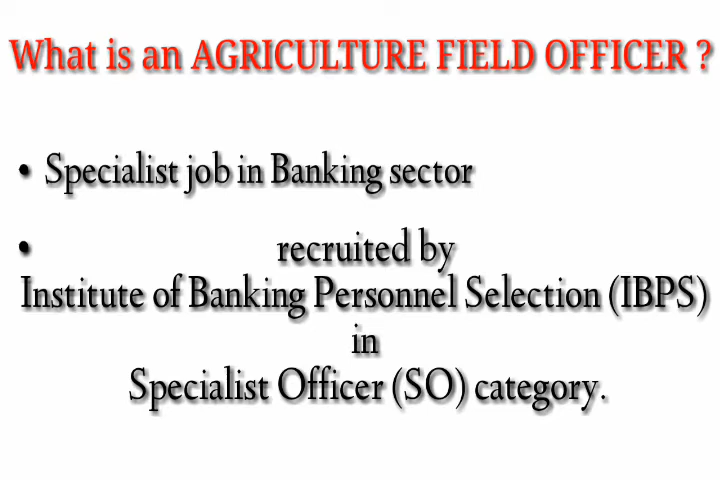 What is an AGRICULTURE FIELD OFFICER ?
• Specialist job in Banking sector
• recruited by
Institute of Banking Personnel Selection (IBPS)
in
Specialist Officer (SO) category.